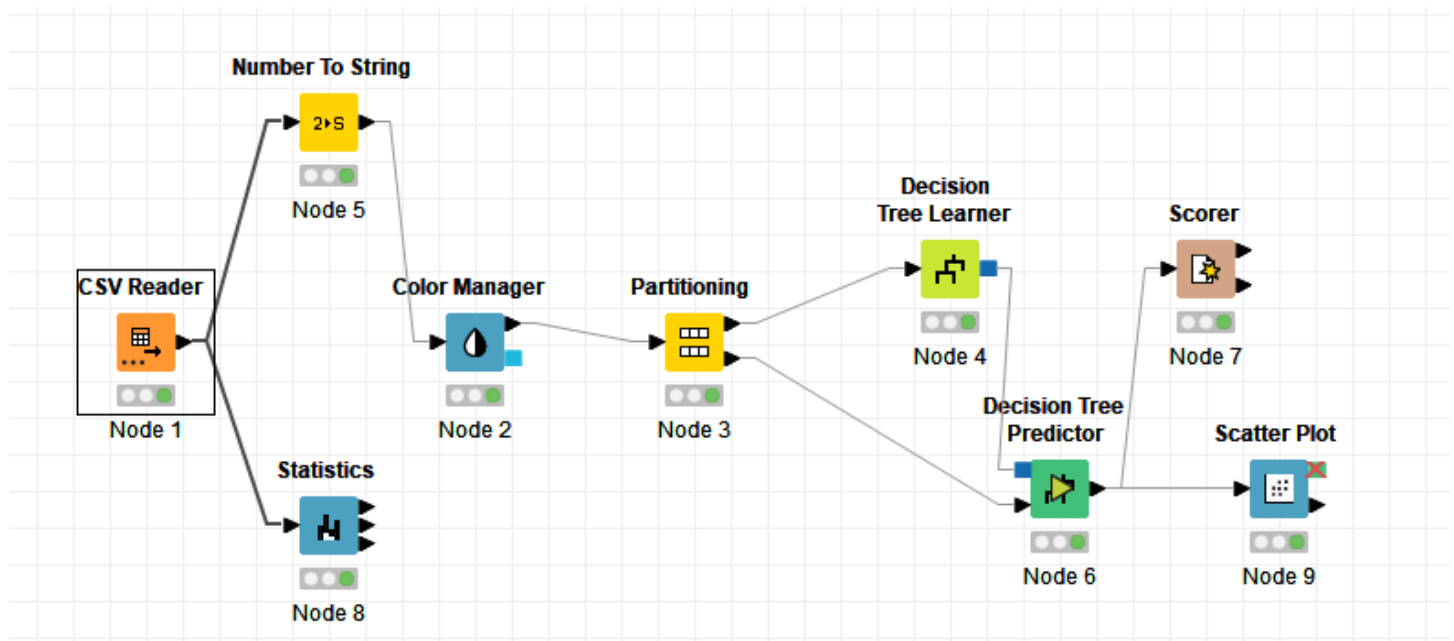 Number To String
2▸S
Node 5
CSV Reader
Node 1
Statistics
Node 8
Color Manager
Node 2
Partitioning
Node 3
Decision
Tree Learner
Node 4
Scorer
Node 7
Decision Tree
Predictor
Node 6
Scatter Plot
Node 9